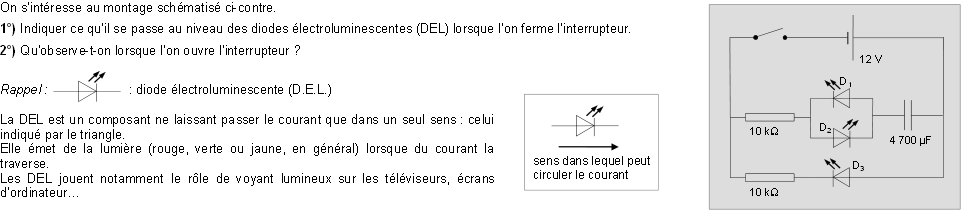 On s'intéresse au montage schématisé ci-contre.
1°) Indiquer ce qu'il se passe au niveau des diodes électroluminescentes (DEL) lorsque l'on ferme l'interrupteur.
2°) Qu'observe-t-on lorsque l'on ouvre l'interrupteur ?
Rappel : : diode électroluminescente (D.E.L.)
La DEL est un composant ne laissant passer le courant que dans un seul sens : celui
indiqué par le triangle.
Elle émet de la lumière (rouge, verte ou jaune, en général) lorsque du courant la
traverse.
Les DEL jouent notamment le rôle de voyant lumineux sur les téléviseurs, écrans
d'ordinateur…
sens dans lequel peut
circuler le courant
12 V
D1
10 kΩ
D2
4 700 µF
D3
10 kΩ